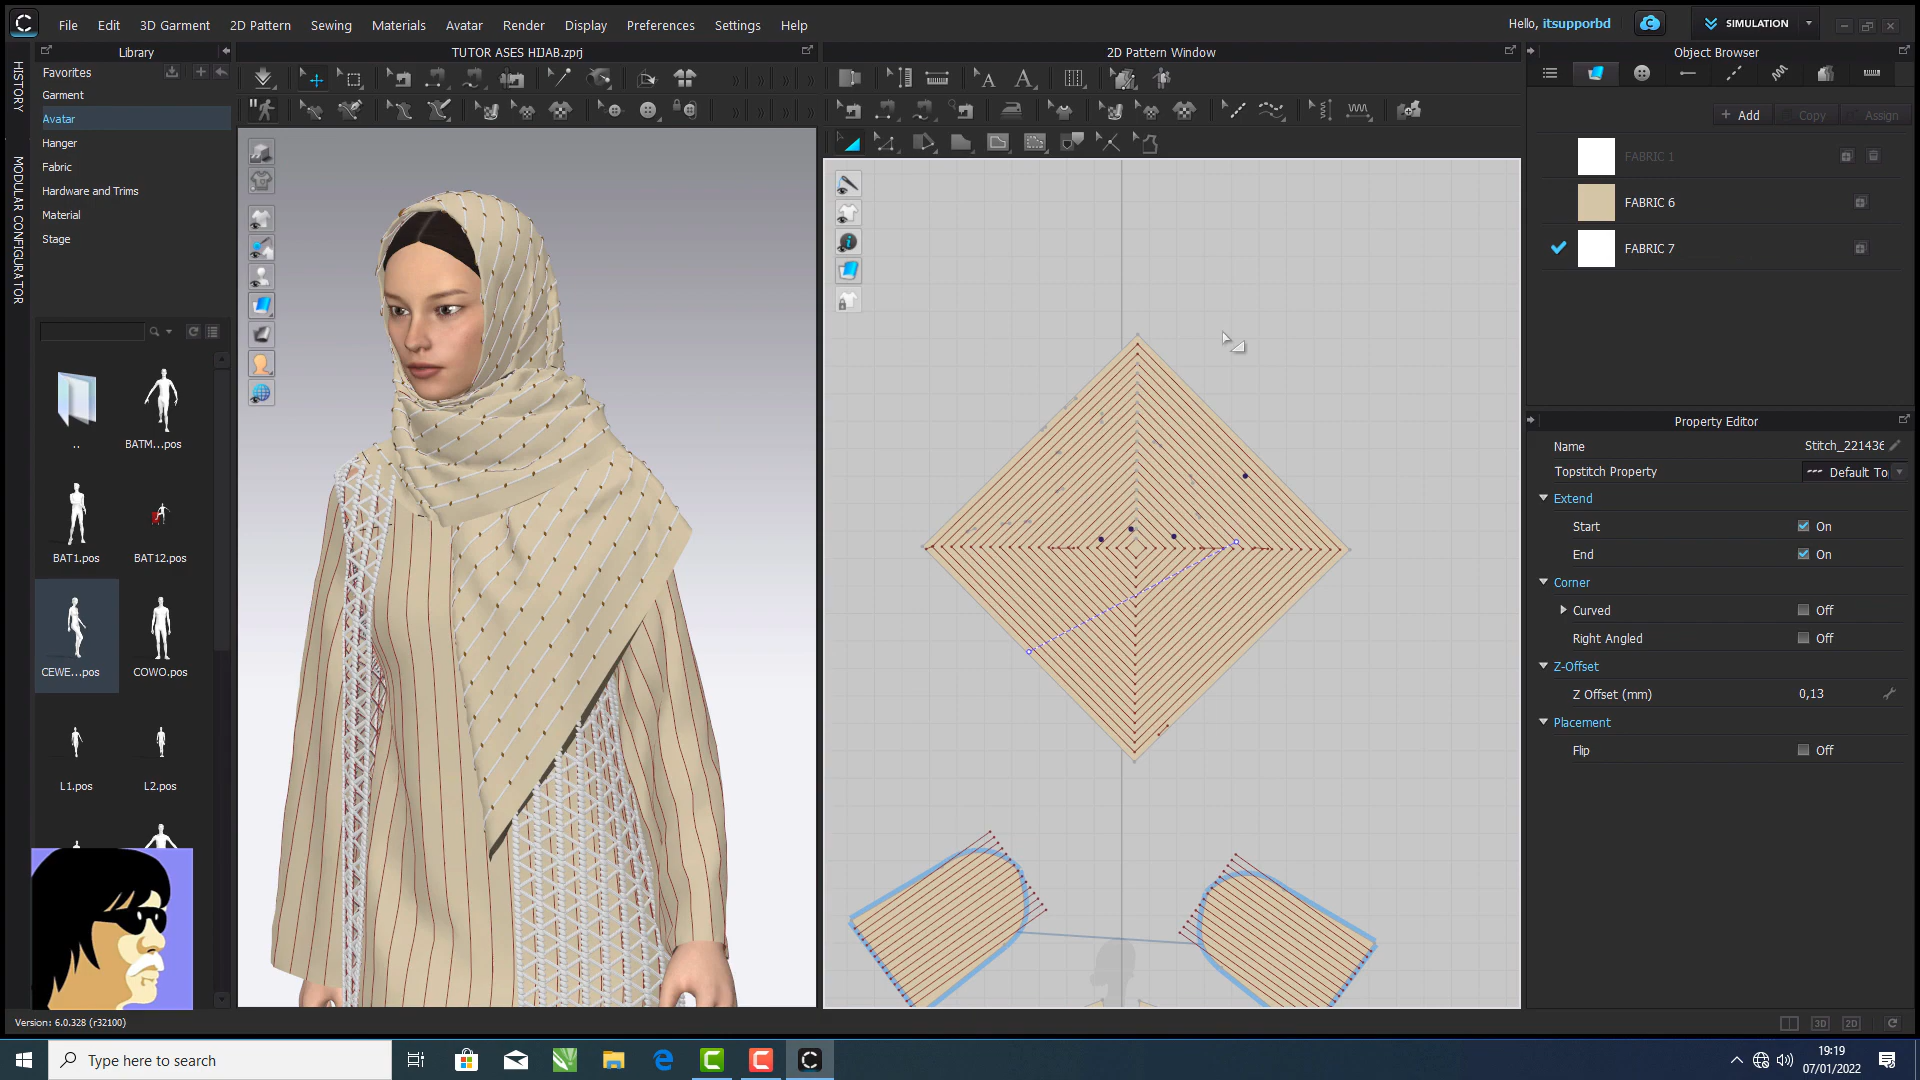 File Edit 3D Garment 2D Pattern Sewing Materials Avatar Render Display Preferences Settings Help
Hello, itsupporbd
SIMULATION
HISTORY
MODULAR CONFIGURATOR
Library
TUTOR ASES HIJAB.zprj
2D Pattern Window
Object Browser
Favorites
Garment
Avatar
Hanger
Fabric
Hardware and Trims
Material
Stage
+ Add
Copy
Assign
FABRIC 1
FABRIC 6
FABRIC 7
..
BATM...pos
BAT1.pos
BAT12.pos
CEWE...pos
COWO.pos
L1.pos
L2.pos
Property Editor
Name Stitch_221436
Topstitch Property Default To
Extend
Start On
End On
Corner
Curved Off
Right Angled Off
Z-Offset
Z Offset (mm) 0,13
Placement
Flip Off
Version: 6.0.328 (r32100)
3D
2D
Type here to search
19:19
07/01/2022